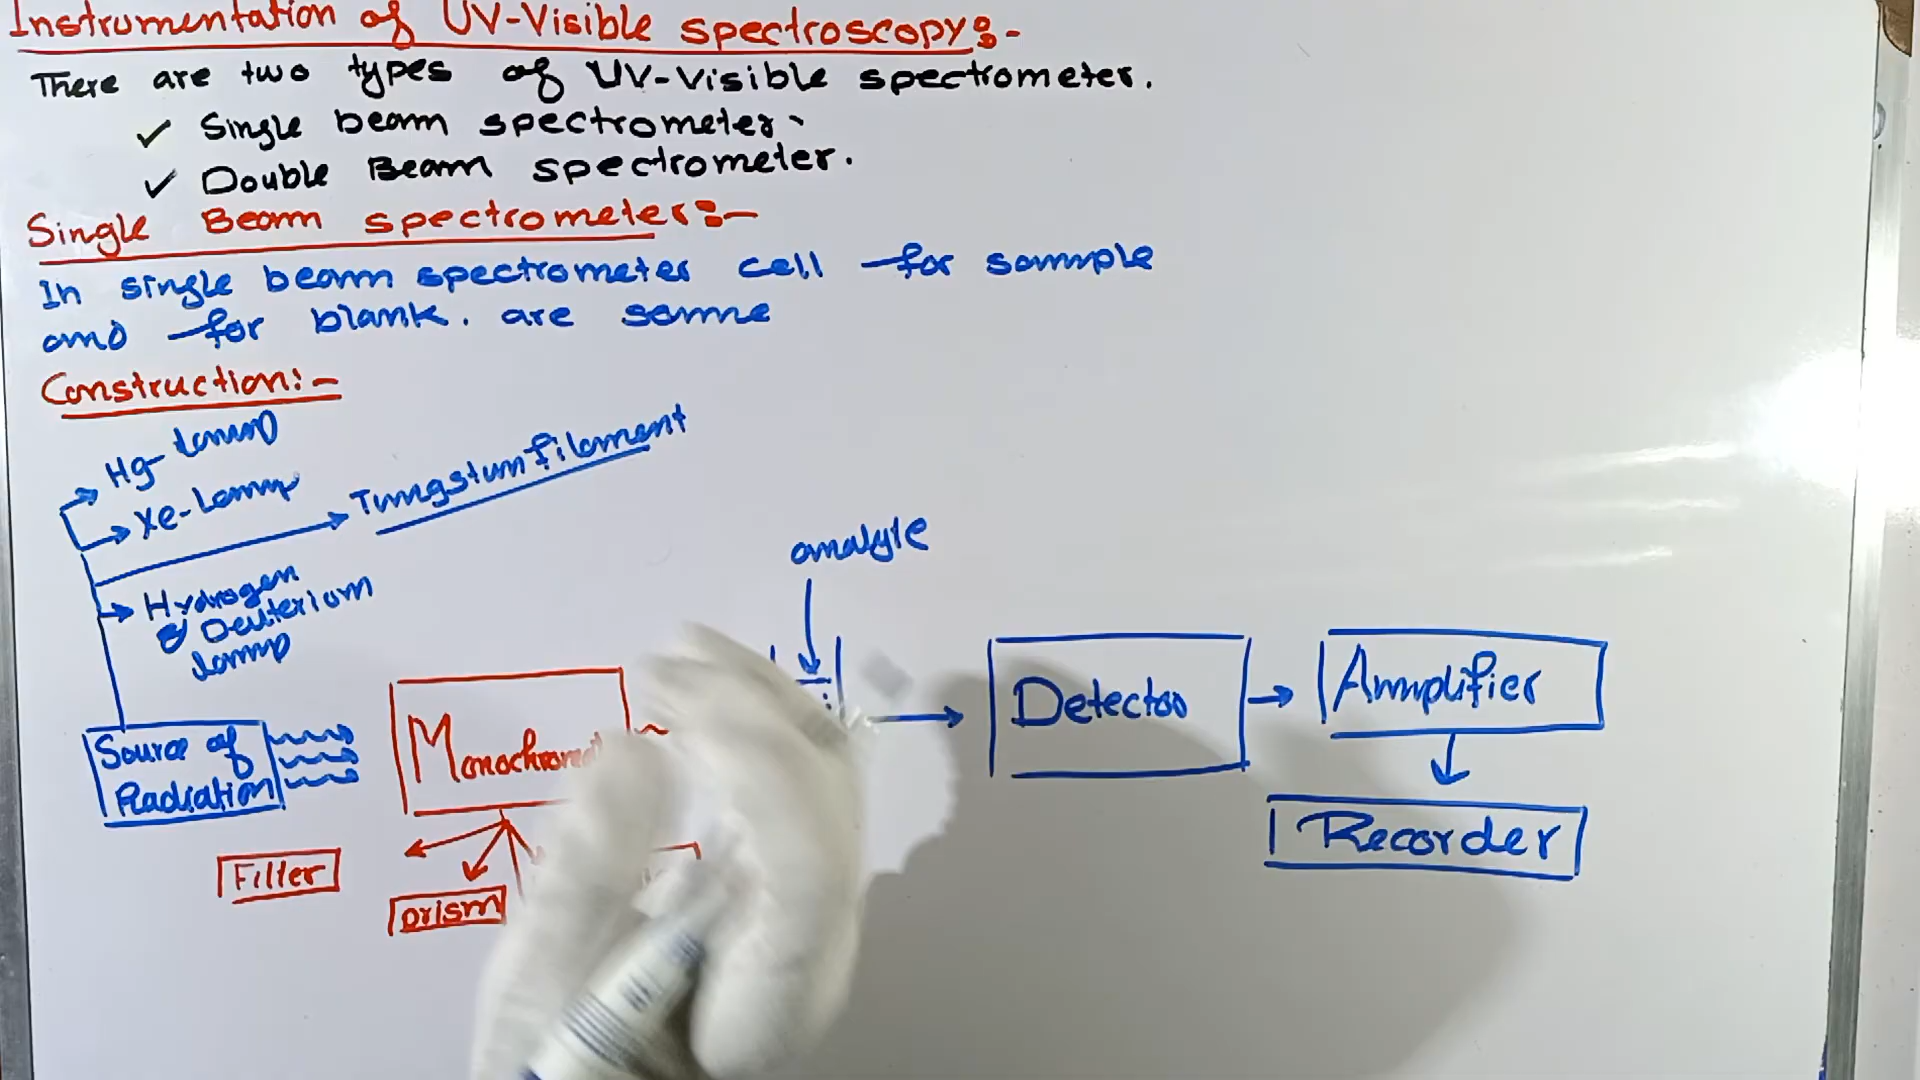 Instrumentation of UV-Visible spectroscopy:-
There are two types of UV-Visible spectrometer.
✓ Single beam spectrometer.
✓ Double Beam spectrometer.
Single Beam spectrometer:-
In single beam spectrometer cell for sample
and for blank. are same
Construction:-
Hg-Lamp
Xe-Lamp
Tungstum filament
Hydrogen
& Deuterium
Lamp
analyte
Source of
Radiation
Detector
Amplifier
Recorder
Filter
prism